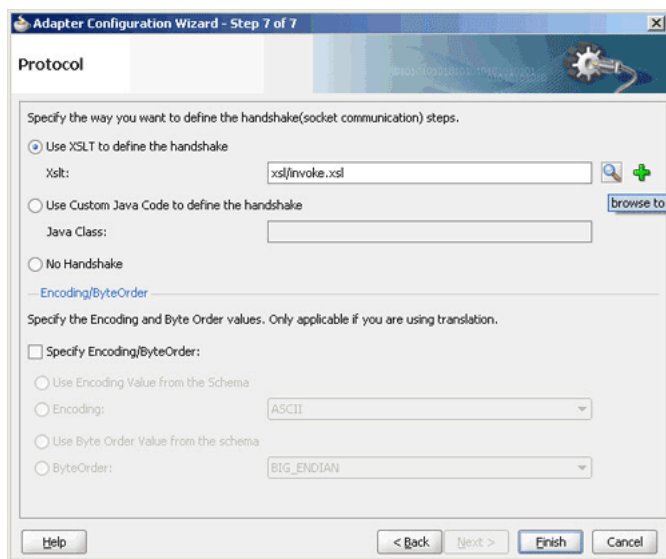 Adapter Configuration Wizard - Step 7 of 7
Protocol
Specify the way you want to define the handshake(socket communication) steps.
Use XSLT to define the handshake
Xslt: xsl/invoke.xsl
browse to
Use Custom Java Code to define the handshake
Java Class:
No Handshake
Encoding/ByteOrder
Specify the Encoding and Byte Order values. Only applicable if you are using translation.
Specify Encoding/ByteOrder:
Use Encoding Value from the Schema
Encoding: ASCII
Use Byte Order Value from the schema
ByteOrder: BIG_ENDIAN
Help < Back Next > Finish Cancel